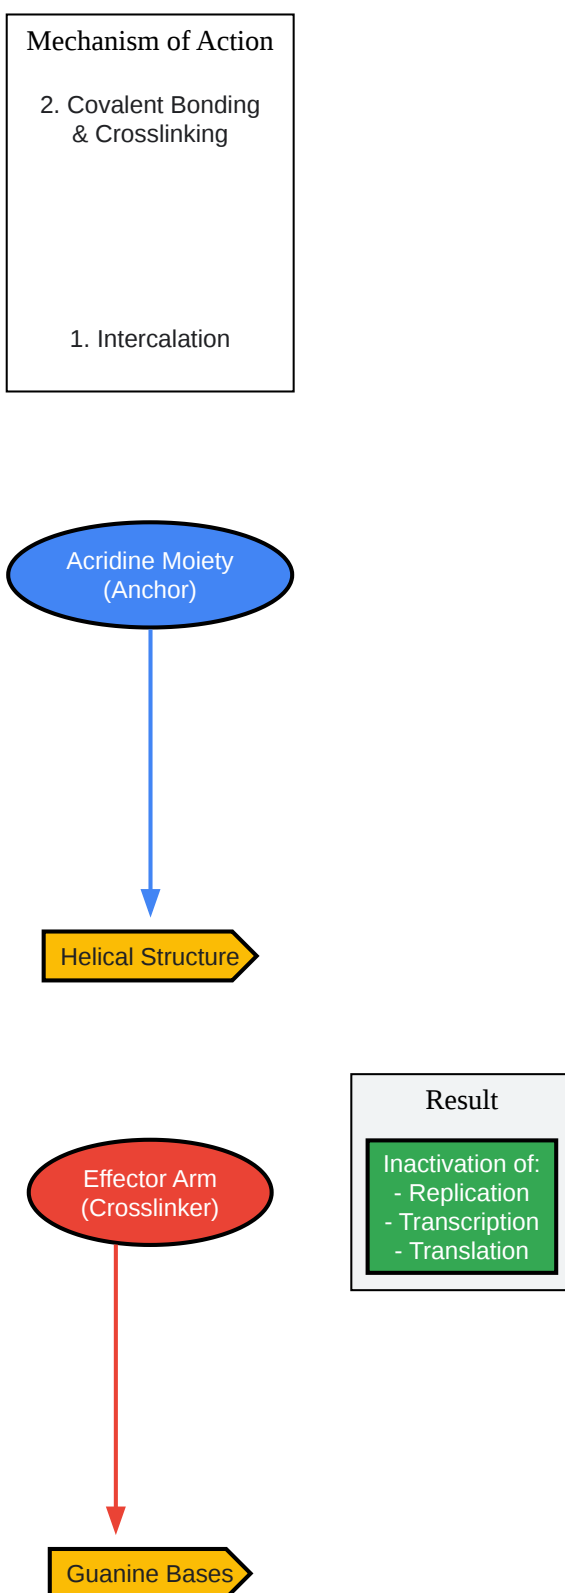 Mechanism of Action
2. Covalent Bonding
& Crosslinking
1. Intercalation
Acridine Moiety
(Anchor)
Helical Structure
Effector Arm
(Crosslinker)
Result
Inactivation of:
- Replication
- Transcription
- Translation
Guanine Bases